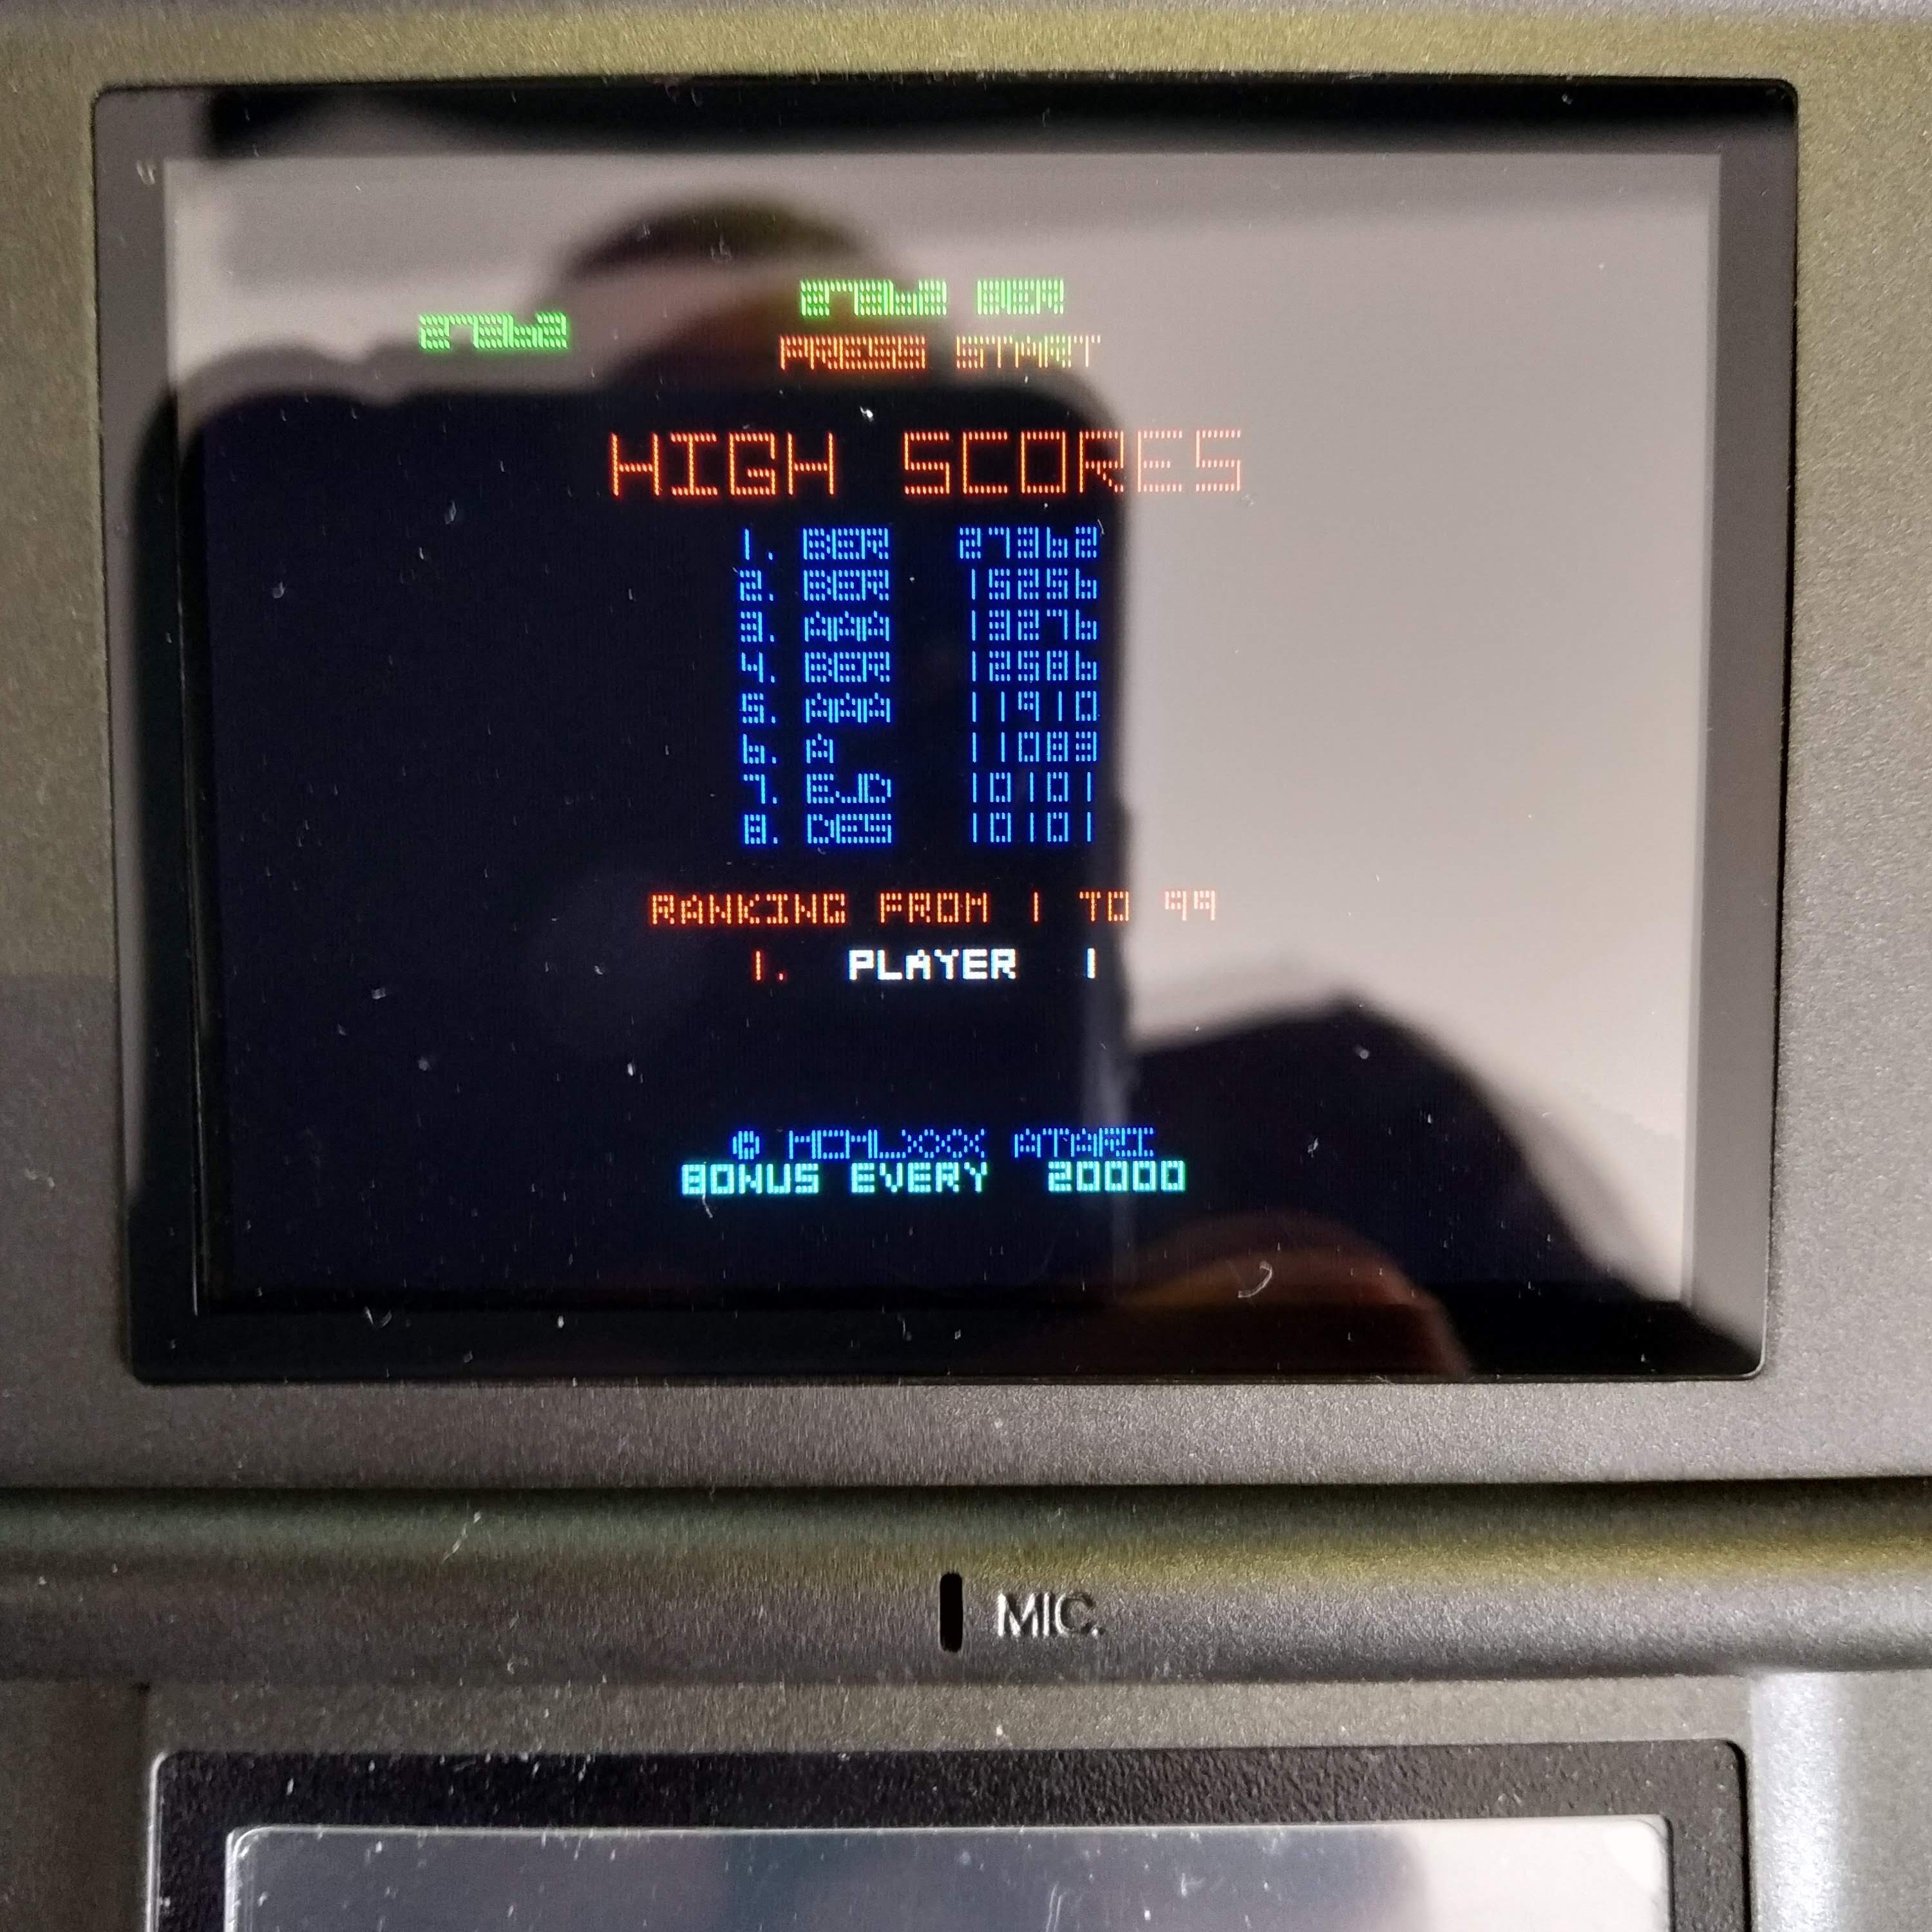 27362 BER
27362
PRESS START
HIGH SCORES
1. BER 27362
2. BER 15256
3. AAA 13276
4. BER 12586
5. AAA 11910
6. A 11083
7. EJD 10101
8. DES 10101
RANKING FROM 1 TO 99
1. PLAYER 1
© MCMLXXX ATARI
BONUS EVERY 20000
MIC.